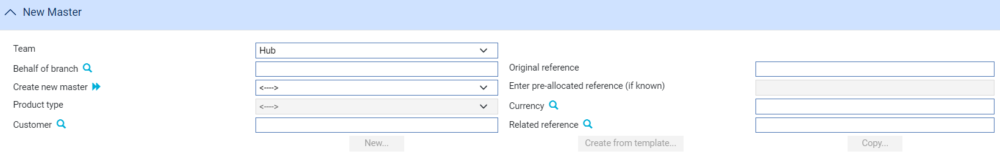 New Master
Team Hub
Behalf of branch Original reference
Create new master <----> Enter pre-allocated reference (if known)
Product type <----> Currency
Customer Related reference
New... Create from template... Copy...